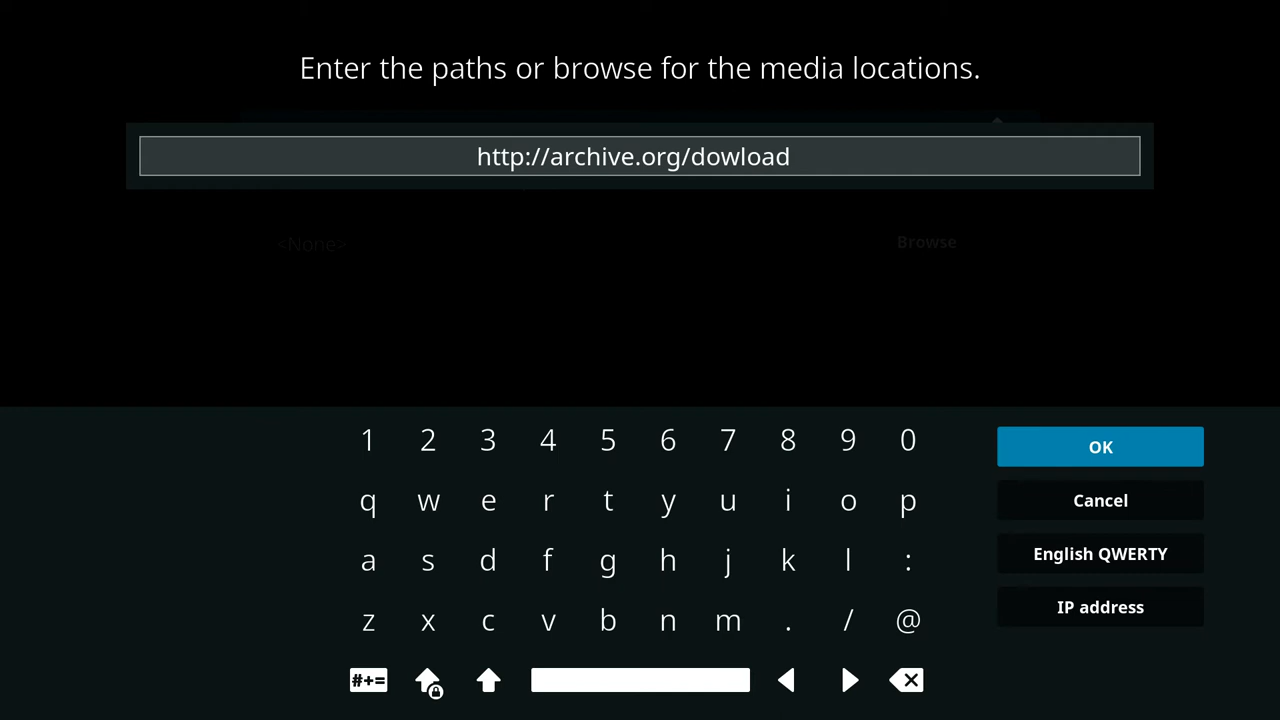 Enter the paths or browse for the media locations.
http://archive.org/dowload
<None> Browse
1 2 3 4 5 6 7 8 9 0
OK
q w e r t y u i o p
Cancel
a s d f g h j k l :
English QWERTY
z x c v b n m . / @
IP address
#+=